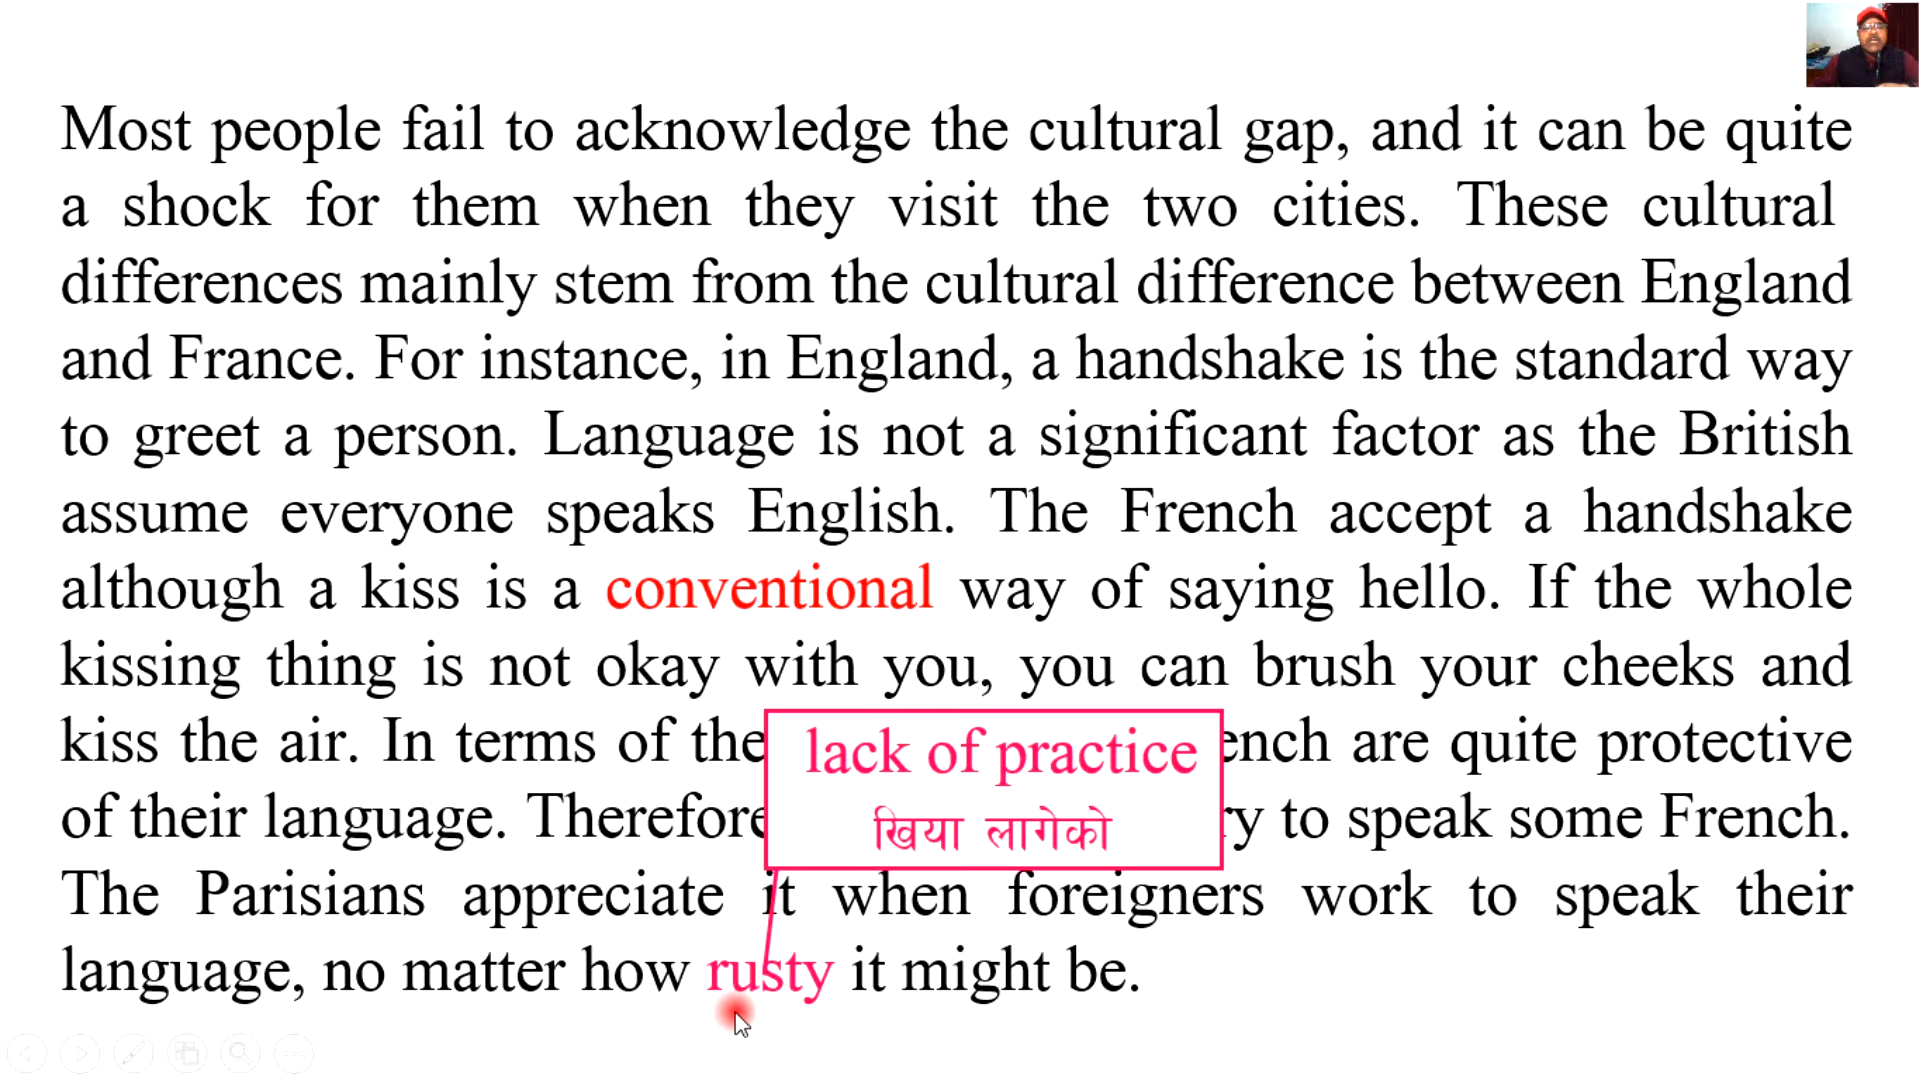 Most people fail to acknowledge the cultural gap, and it can be quite
a shock for them when they visit the two cities. These cultural
differences mainly stem from the cultural difference between England
and France. For instance, in England, a handshake is the standard way
to greet a person. Language is not a significant factor as the British
assume everyone speaks English. The French accept a handshake
although a kiss is a conventional way of saying hello. If the whole
kissing thing is not okay with you, you can brush your cheeks and
kiss the air. In terms of the are quite protective
lack of practice
of their language. to speak some French.
खिया लागेको
The Parisians appreciate it when foreigners work to speak their
language, no matter how rusty it might be.